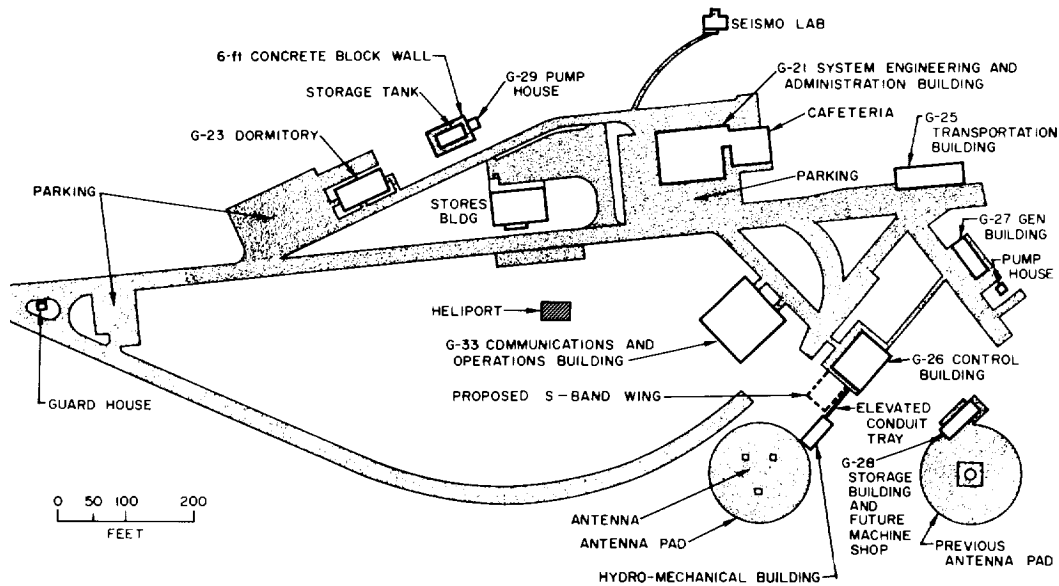 SEISMO LAB
6-ft CONCRETE BLOCK WALL
G-29 PUMP
HOUSE
STORAGE TANK
G-21 SYSTEM ENGINEERING AND
ADMINISTRATION BUILDING
CAFETERIA
G-23 DORMITORY
G-25
TRANSPORTATION
BUILDING
PARKING
PARKING
STORES
BLDG
G-27 GEN
BUILDING
PUMP
HOUSE
HELIPORT
G-33 COMMUNICATIONS AND
OPERATIONS BUILDING
G-26 CONTROL
BUILDING
GUARD HOUSE
PROPOSED S-BAND WING
ELEVATED
CONDUIT
TRAY
G-28
STORAGE
BUILDING
AND
FUTURE
MACHINE
SHOP
0 50 100 200
FEET
ANTENNA
ANTENNA PAD
PREVIOUS
ANTENNA PAD
HYDRO-MECHANICAL BUILDING